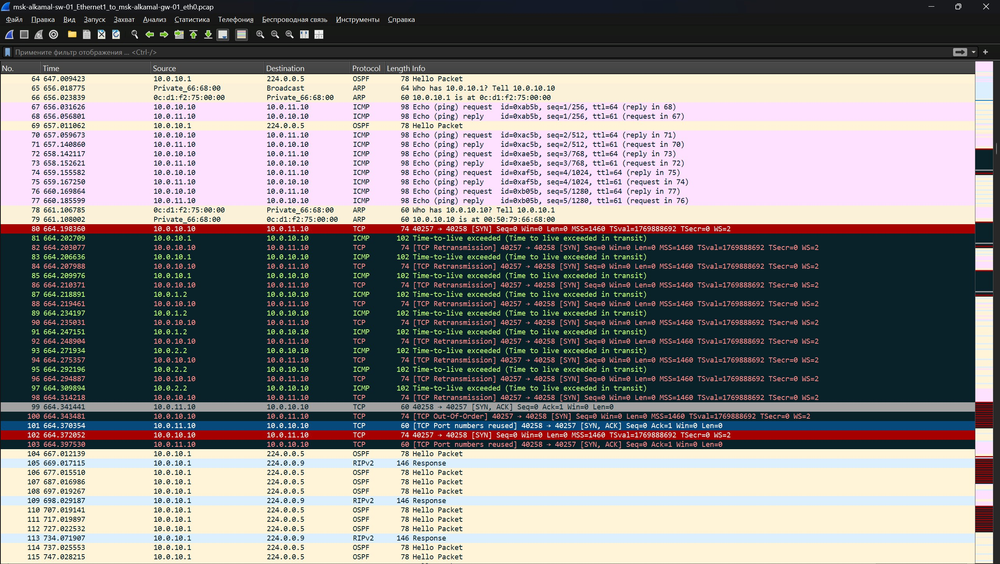 msk-alkamal-sw-01_Ethernet1_to_msk-alkamal-gw-01_eth0.pcap
Файл Правка Вид Запуск Захват Анализ Статистика Телефония Беспроводная связь Инструменты Справка
Примените фильтр отображения ... <Ctrl-/>
No. Time Source Destination Protocol Length Info
64 647.009423 10.0.10.1 224.0.0.5 OSPF 78 Hello Packet
65 656.018775 Private_66:68:00 Broadcast ARP 64 Who has 10.0.10.1? Tell 10.0.10.10
66 656.023839 0c:d1:f2:75:00:00 Private_66:68:00 ARP 60 10.0.10.1 is at 0c:d1:f2:75:00:00
67 656.031626 10.0.10.10 10.0.11.10 ICMP 98 Echo (ping) request id=0xab5b, seq=1/256, ttl=64 (reply in 68)
68 656.056801 10.0.11.10 10.0.10.10 ICMP 98 Echo (ping) reply id=0xab5b, seq=1/256, ttl=61 (request in 67)
69 657.011062 10.0.10.1 224.0.0.5 OSPF 78 Hello Packet
70 657.059673 10.0.10.10 10.0.11.10 ICMP 98 Echo (ping) request id=0xac5b, seq=2/512, ttl=64 (reply in 71)
71 657.140860 10.0.11.10 10.0.10.10 ICMP 98 Echo (ping) reply id=0xac5b, seq=2/512, ttl=61 (request in 70)
72 658.142117 10.0.10.10 10.0.11.10 ICMP 98 Echo (ping) request id=0xae5b, seq=3/768, ttl=64 (reply in 73)
73 658.152621 10.0.11.10 10.0.10.10 ICMP 98 Echo (ping) reply id=0xae5b, seq=3/768, ttl=61 (request in 72)
74 659.155582 10.0.10.10 10.0.11.10 ICMP 98 Echo (ping) request id=0xaf5b, seq=4/1024, ttl=64 (reply in 75)
75 659.167250 10.0.11.10 10.0.10.10 ICMP 98 Echo (ping) reply id=0xaf5b, seq=4/1024, ttl=61 (request in 74)
76 660.169864 10.0.10.10 10.0.11.10 ICMP 98 Echo (ping) request id=0xb05b, seq=5/1280, ttl=64 (reply in 77)
77 660.185599 10.0.11.10 10.0.10.10 ICMP 98 Echo (ping) reply id=0xb05b, seq=5/1280, ttl=61 (request in 76)
78 661.106785 0c:d1:f2:75:00:00 Private_66:68:00 ARP 60 Who has 10.0.10.10? Tell 10.0.10.1
79 661.108002 Private_66:68:00 0c:d1:f2:75:00:00 ARP 60 10.0.10.10 is at 00:50:79:66:68:00
80 664.198360 10.0.10.10 10.0.11.10 TCP 74 40257 → 40258 [SYN] Seq=0 Win=0 Len=0 MSS=1460 TSval=1769888692 TSecr=0 WS=2
81 664.202709 10.0.10.1 10.0.10.10 ICMP 102 Time-to-live exceeded (Time to live exceeded in transit)
82 664.203077 10.0.10.10 10.0.11.10 TCP 74 [TCP Retransmission] 40257 → 40258 [SYN] Seq=0 Win=0 Len=0 MSS=1460 TSval=1769888692 TSecr=0 WS=2
83 664.206636 10.0.10.1 10.0.10.10 ICMP 102 Time-to-live exceeded (Time to live exceeded in transit)
84 664.207988 10.0.10.10 10.0.11.10 TCP 74 [TCP Retransmission] 40257 → 40258 [SYN] Seq=0 Win=0 Len=0 MSS=1460 TSval=1769888692 TSecr=0 WS=2
85 664.209976 10.0.10.1 10.0.10.10 ICMP 102 Time-to-live exceeded (Time to live exceeded in transit)
86 664.210371 10.0.10.10 10.0.11.10 TCP 74 [TCP Retransmission] 40257 → 40258 [SYN] Seq=0 Win=0 Len=0 MSS=1460 TSval=1769888692 TSecr=0 WS=2
87 664.218891 10.0.1.2 10.0.10.10 ICMP 102 Time-to-live exceeded (Time to live exceeded in transit)
88 664.219461 10.0.10.10 10.0.11.10 TCP 74 [TCP Retransmission] 40257 → 40258 [SYN] Seq=0 Win=0 Len=0 MSS=1460 TSval=1769888692 TSecr=0 WS=2
89 664.234197 10.0.1.2 10.0.10.10 ICMP 102 Time-to-live exceeded (Time to live exceeded in transit)
90 664.235031 10.0.10.10 10.0.11.10 TCP 74 [TCP Retransmission] 40257 → 40258 [SYN] Seq=0 Win=0 Len=0 MSS=1460 TSval=1769888692 TSecr=0 WS=2
91 664.247151 10.0.1.2 10.0.10.10 ICMP 102 Time-to-live exceeded (Time to live exceeded in transit)
92 664.248904 10.0.10.10 10.0.11.10 TCP 74 [TCP Retransmission] 40257 → 40258 [SYN] Seq=0 Win=0 Len=0 MSS=1460 TSval=1769888692 TSecr=0 WS=2
93 664.271934 10.0.2.2 10.0.10.10 ICMP 102 Time-to-live exceeded (Time to live exceeded in transit)
94 664.275357 10.0.10.10 10.0.11.10 TCP 74 [TCP Retransmission] 40257 → 40258 [SYN] Seq=0 Win=0 Len=0 MSS=1460 TSval=1769888692 TSecr=0 WS=2
95 664.292196 10.0.2.2 10.0.10.10 ICMP 102 Time-to-live exceeded (Time to live exceeded in transit)
96 664.294887 10.0.10.10 10.0.11.10 TCP 74 [TCP Retransmission] 40257 → 40258 [SYN] Seq=0 Win=0 Len=0 MSS=1460 TSval=1769888692 TSecr=0 WS=2
97 664.309894 10.0.2.2 10.0.10.10 ICMP 102 Time-to-live exceeded (Time to live exceeded in transit)
98 664.314218 10.0.10.10 10.0.11.10 TCP 74 [TCP Retransmission] 40257 → 40258 [SYN] Seq=0 Win=0 Len=0 MSS=1460 TSval=1769888692 TSecr=0 WS=2
99 664.341441 10.0.11.10 10.0.10.10 TCP 60 40258 → 40257 [SYN, ACK] Seq=0 Ack=1 Win=0 Len=0
100 664.343481 10.0.10.10 10.0.11.10 TCP 74 [TCP Out-Of-Order] 40257 → 40258 [SYN] Seq=0 Win=0 Len=0 MSS=1460 TSval=1769888692 TSecr=0 WS=2
101 664.370354 10.0.11.10 10.0.10.10 TCP 60 [TCP Port numbers reused] 40258 → 40257 [SYN, ACK] Seq=0 Ack=1 Win=0 Len=0
102 664.372052 10.0.10.10 10.0.11.10 TCP 74 40257 → 40258 [SYN] Seq=0 Win=0 Len=0 MSS=1460 TSval=1769888692 TSecr=0 WS=2
103 664.397530 10.0.11.10 10.0.10.10 TCP 60 [TCP Port numbers reused] 40258 → 40257 [SYN, ACK] Seq=0 Ack=1 Win=0 Len=0
104 667.012139 10.0.10.1 224.0.0.5 OSPF 78 Hello Packet
105 669.017115 10.0.10.1 224.0.0.9 RIPv2 146 Response
106 677.015510 10.0.10.1 224.0.0.5 OSPF 78 Hello Packet
107 687.016986 10.0.10.1 224.0.0.5 OSPF 78 Hello Packet
108 697.019267 10.0.10.1 224.0.0.5 OSPF 78 Hello Packet
109 698.029187 10.0.10.1 224.0.0.9 RIPv2 146 Response
110 707.019141 10.0.10.1 224.0.0.5 OSPF 78 Hello Packet
111 717.019897 10.0.10.1 224.0.0.5 OSPF 78 Hello Packet
112 727.022532 10.0.10.1 224.0.0.5 OSPF 78 Hello Packet
113 734.071907 10.0.10.1 224.0.0.9 RIPv2 146 Response
114 737.025553 10.0.10.1 224.0.0.5 OSPF 78 Hello Packet
115 747.028215 10.0.10.1 224.0.0.5 OSPF 78 Hello Packet